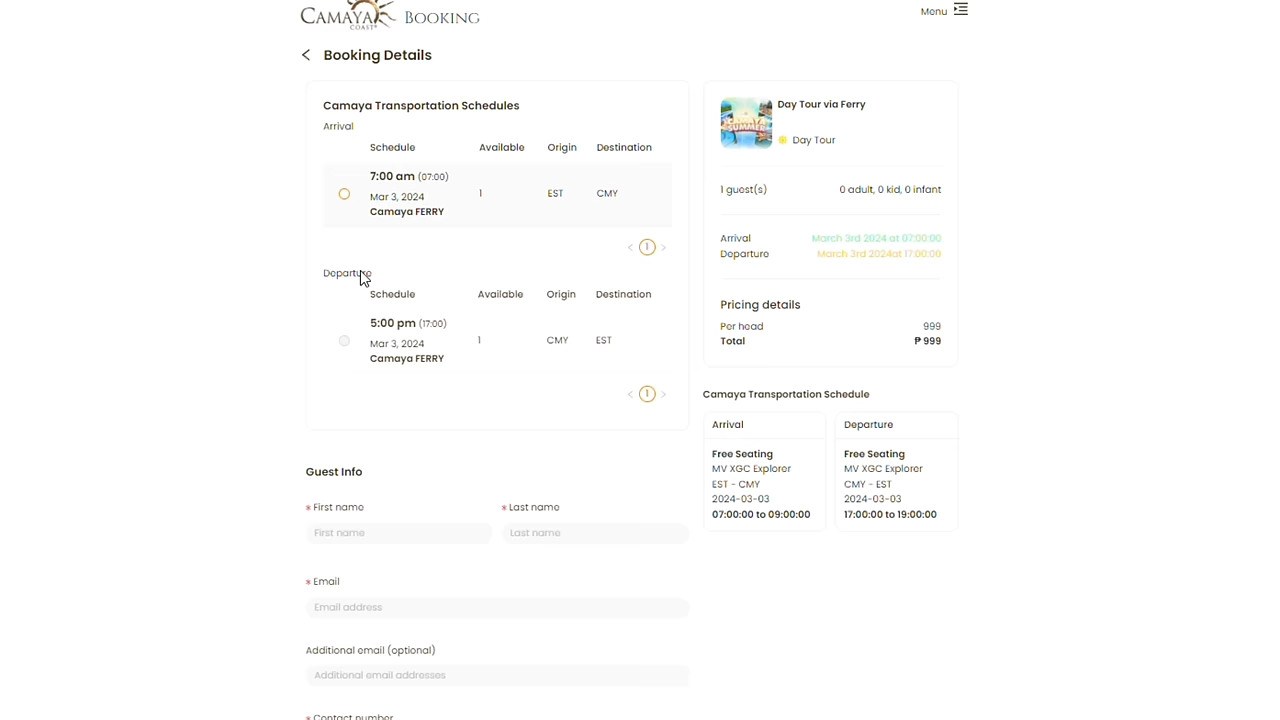 CAMAYA COAST BOOKING
Menu
Booking Details
Camaya Transportation Schedules
Arrival
Schedule Available Origin Destination
7:00 am (07:00)
Mar 3, 2024 1 EST CMY
Camaya FERRY
< 1 >
Departure
Schedule Available Origin Destination
5:00 pm (17:00)
Mar 3, 2024 1 CMY EST
Camaya FERRY
< 1 >
Guest Info
* First name * Last name
First name Last name
* Email
Email address
Additional email (optional)
Additional email addresses
* Contact number
CAMAYA
SUMMER
Day Tour via Ferry
Day Tour
1 guest(s) 0 adult, 0 kid, 0 infant
Arrival March 3rd 2024 at 07:00:00
Departure March 3rd 2024at 17:00:00
Pricing details
Per head 999
Total ₱ 999
Camaya Transportation Schedule
Arrival
Free Seating
MV XGC Explorer
EST - CMY
2024-03-03
07:00:00 to 09:00:00
Departure
Free Seating
MV XGC Explorer
CMY - EST
2024-03-03
17:00:00 to 19:00:00